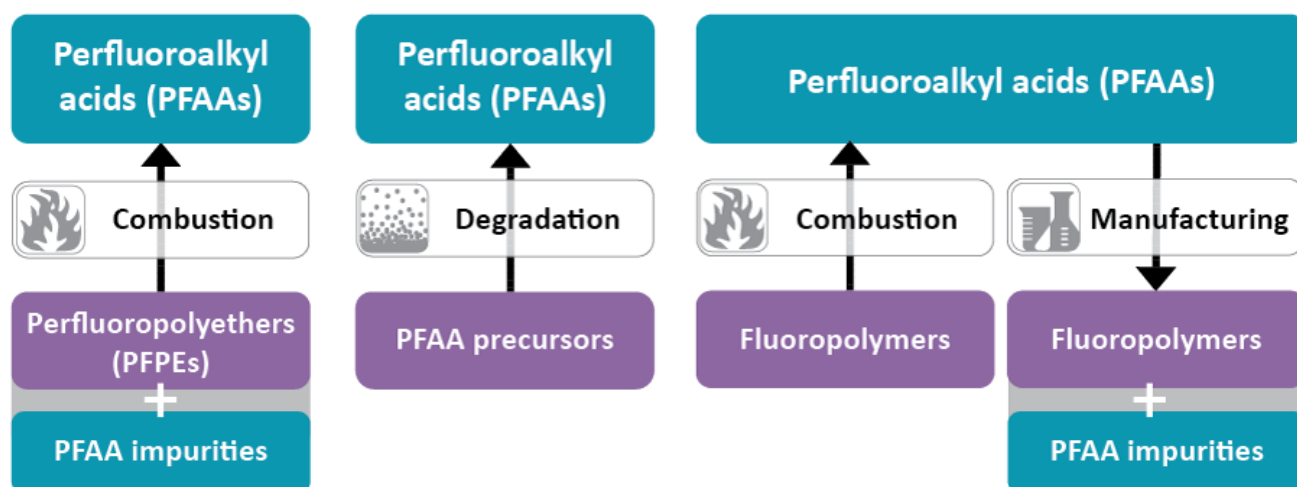 Perfluoroalkyl
acids (PFAAs)
Combustion
Perfluoropolyethers
(PFPEs)
+
PFAA impurities
Perfluoroalkyl
acids (PFAAs)
Degradation
PFAA precursors
Perfluoroalkyl acids (PFAAs)
Combustion
Fluoropolymers
Manufacturing
Fluoropolymers
+
PFAA impurities